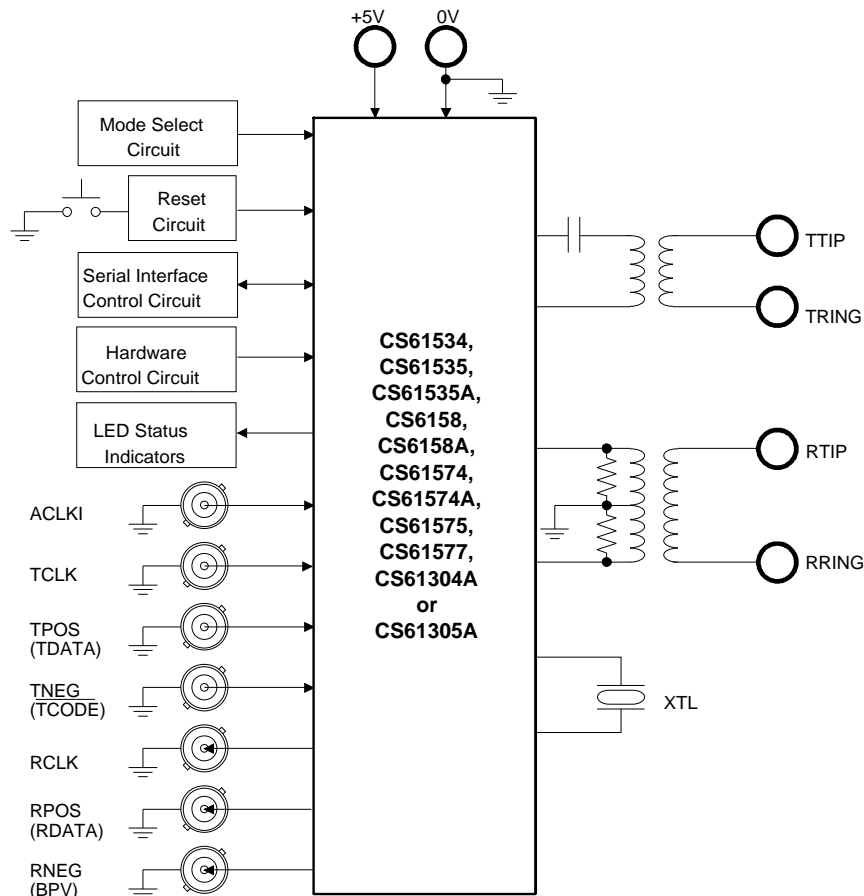 +5V
0V
Mode Select
Circuit
Reset
Circuit
Serial Interface
Control Circuit
Hardware
Control Circuit
LED Status
Indicators
ACLKI
TCLK
TPOS
(TDATA)
TNEG
(TCODE)
RCLK
RPOS
(RDATA)
RNEG
(BPV)
CS61534,
CS61535,
CS61535A,
CS6158,
CS6158A,
CS61574,
CS61574A,
CS61575,
CS61577,
CS61304A
or
CS61305A
TTIP
TRING
RTIP
RRING
XTL